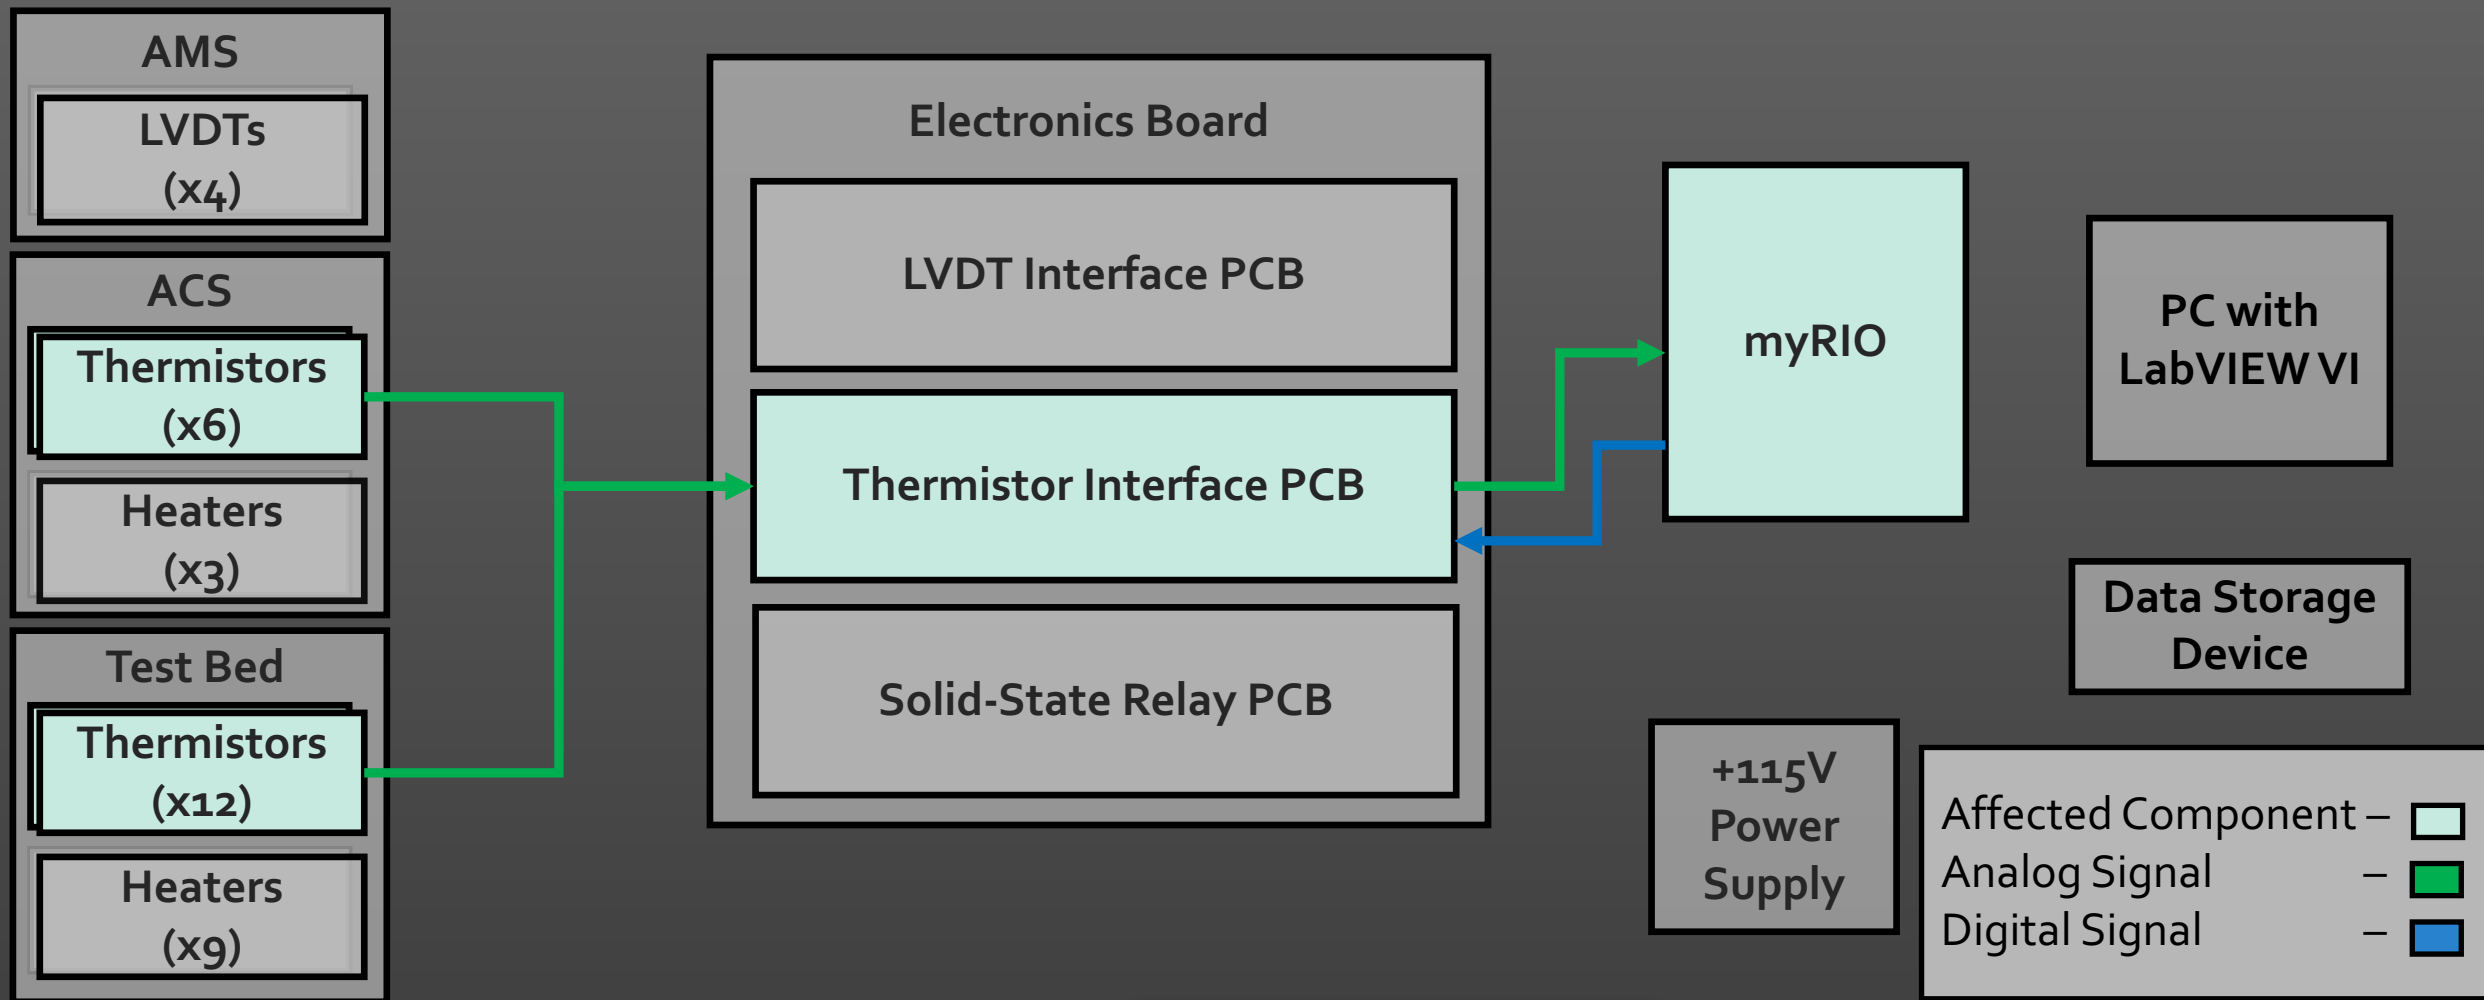 AMS
LVDTs
(x4)
ACS
Thermistors
(x6)
Heaters
(x3)
Test Bed
Thermistors
(x12)
Heaters
(x9)
Electronics Board
LVDT Interface PCB
Thermistor Interface PCB
Solid-State Relay PCB
myRIO
PC with
LabVIEW VI
Data Storage
Device
+115V
Power
Supply
Affected Component –
Analog Signal –
Digital Signal –